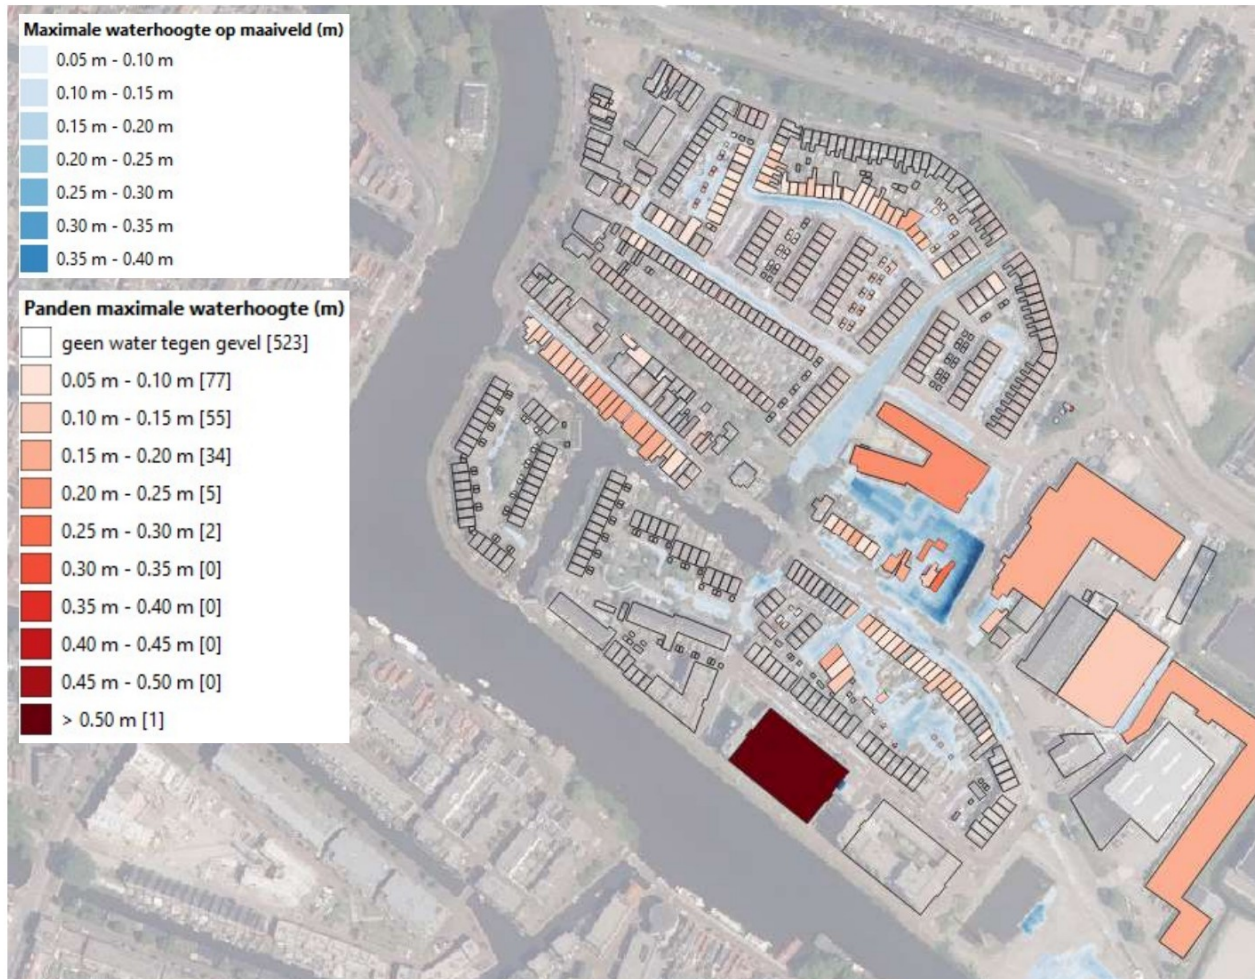 Maximale waterhoogte op maaiveld (m)
0.05 m - 0.10 m
0.10 m - 0.15 m
0.15 m - 0.20 m
0.20 m - 0.25 m
0.25 m - 0.30 m
0.30 m - 0.35 m
0.35 m - 0.40 m
Panden maximale waterhoogte (m)
geen water tegen gevel [523]
0.05 m - 0.10 m [77]
0.10 m - 0.15 m [55]
0.15 m - 0.20 m [34]
0.20 m - 0.25 m [5]
0.25 m - 0.30 m [2]
0.30 m - 0.35 m [0]
0.35 m - 0.40 m [0]
0.40 m - 0.45 m [0]
0.45 m - 0.50 m [0]
> 0.50 m [1]